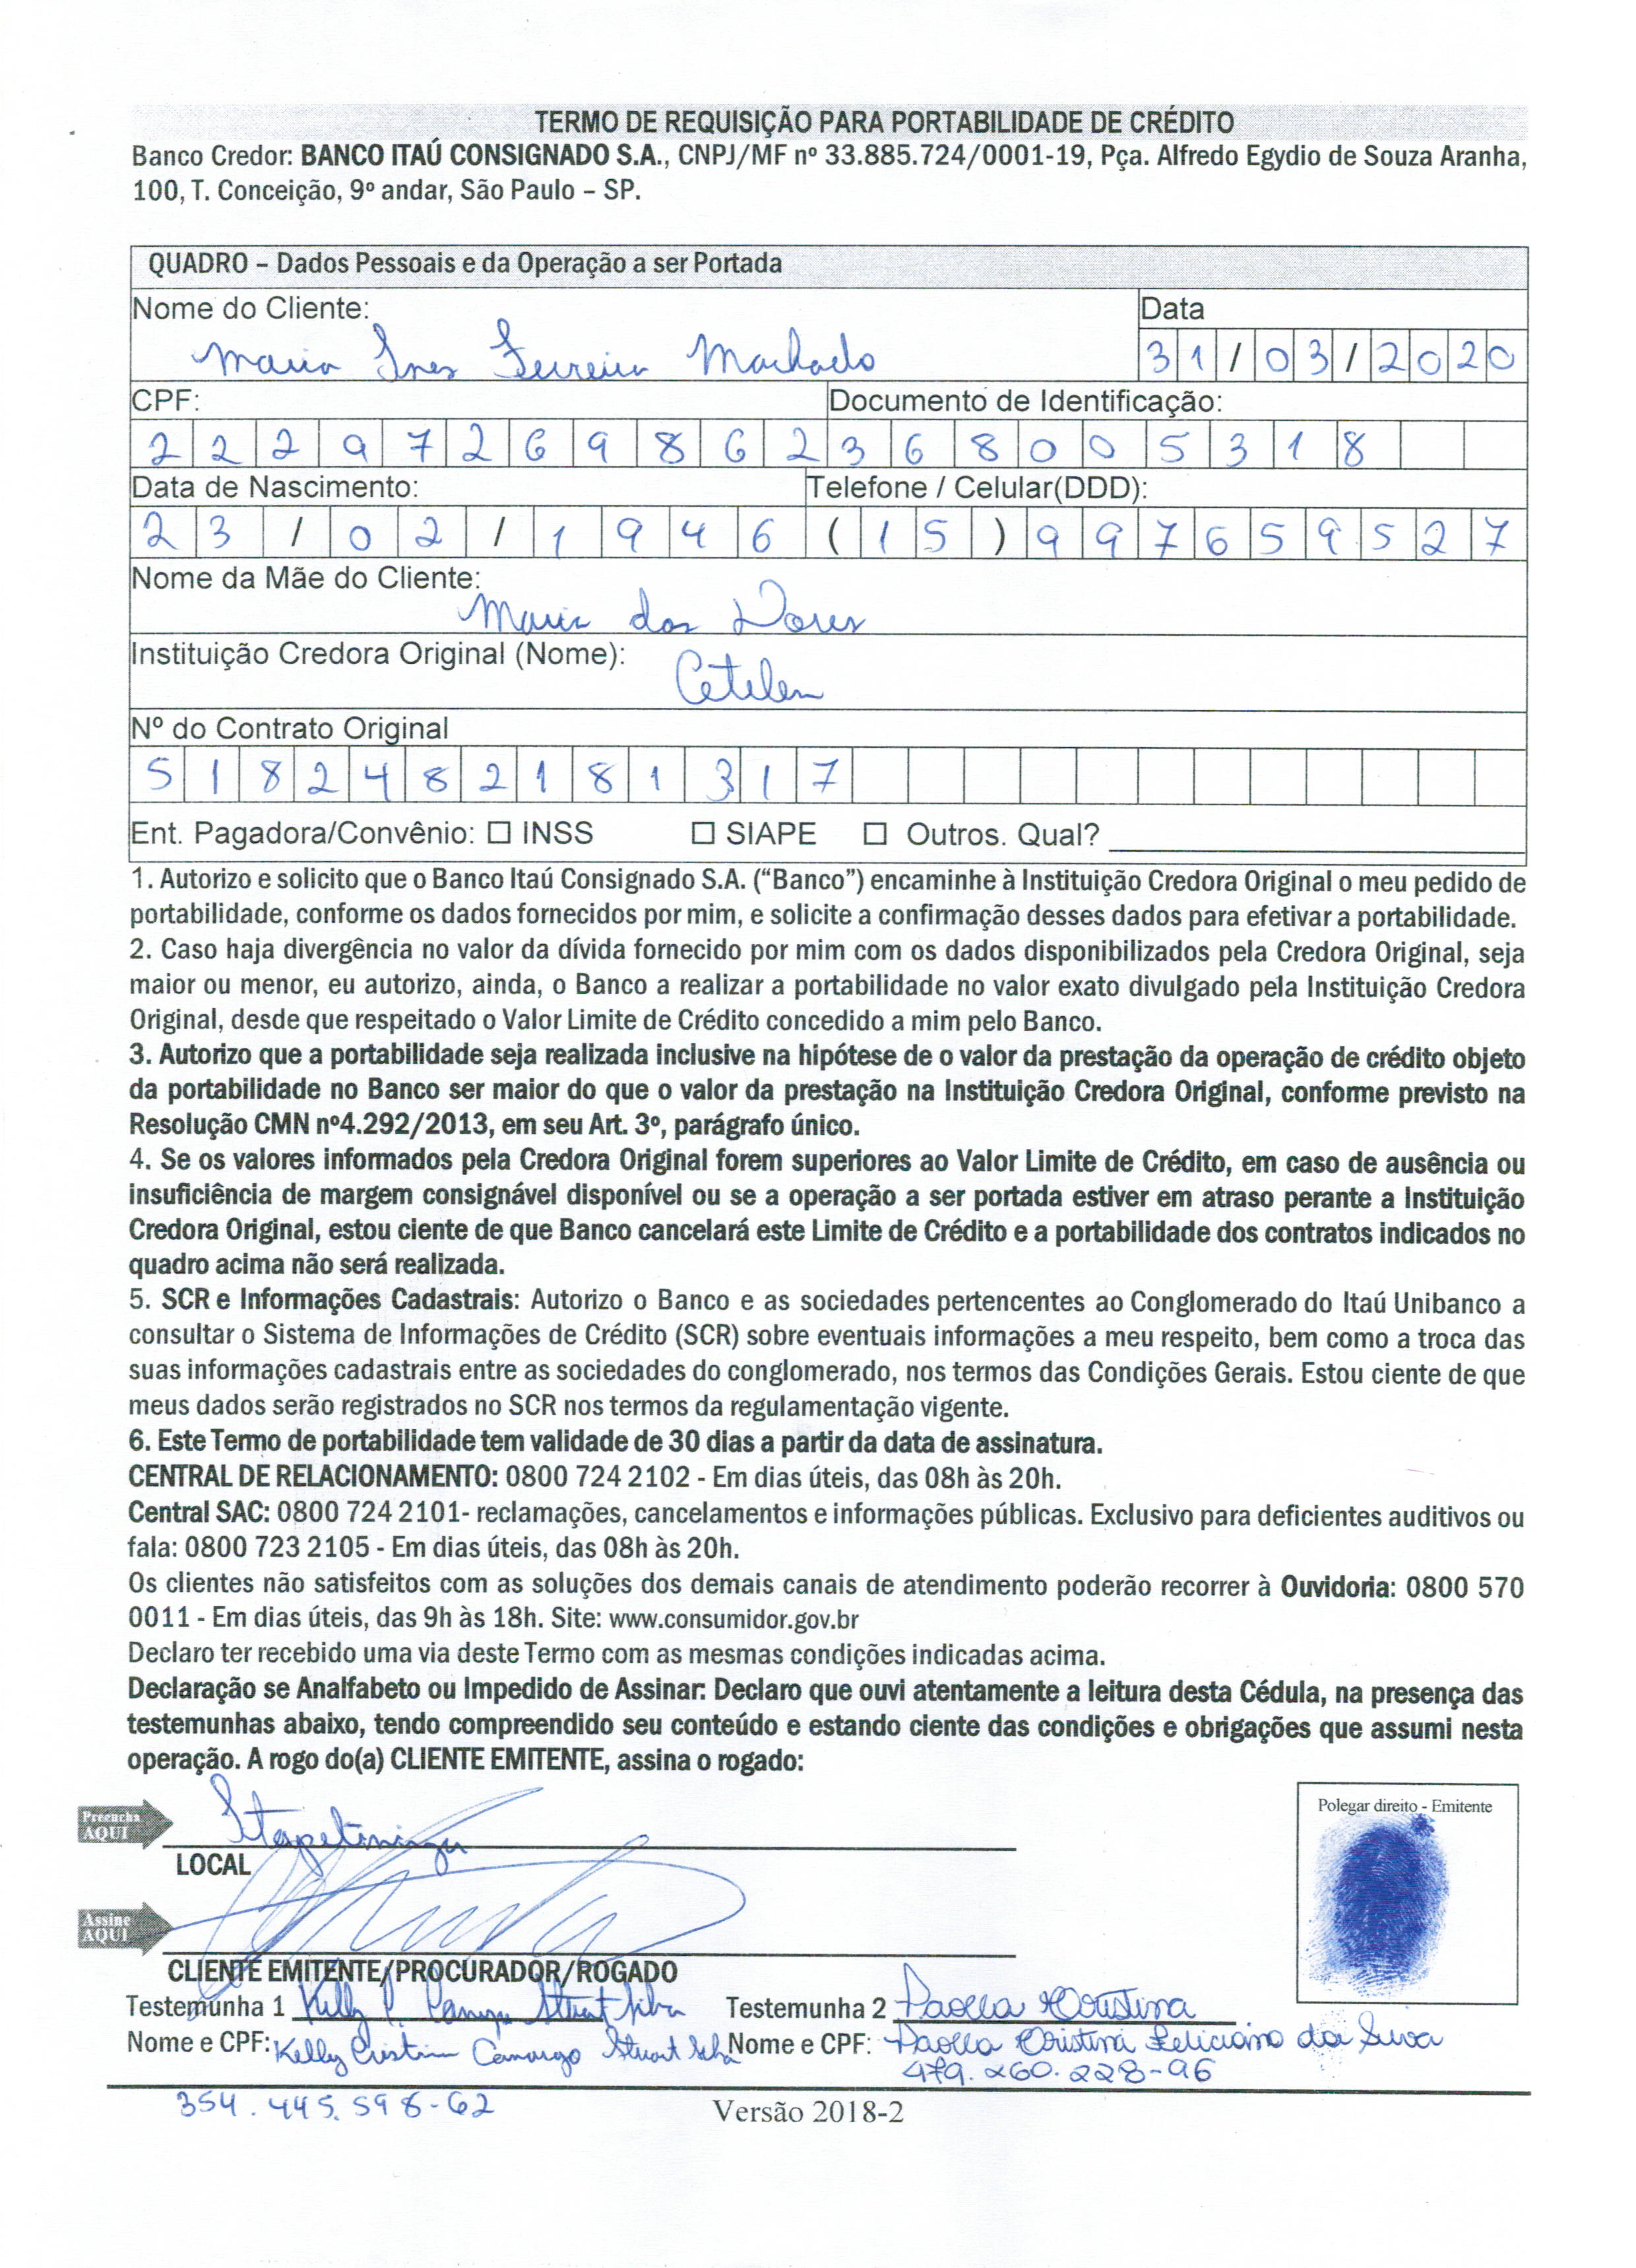 TERMO DE REQUISIÇÃO PARA PORTABILIDADE DE CRÉDITO
Banco Credor: BANCO ITAÚ CONSIGNADO S.A., CNPJ/MF nº 33.885.724/0001-19, Pça. Alfredo Egydio de Souza Aranha,
100, T. Conceição, 9º andar, São Paulo – SP.
QUADRO – Dados Pessoais e da Operação a ser Portada
Nome do Cliente: Data
Maria Ines Ferreira Machado 31/03/2020
CPF: Documento de Identificação:
22297269862 368005318
Data de Nascimento: Telefone / Celular(DDD):
23/02/1946 (15)997659527
Nome da Mãe do Cliente:
Maria das Dores
Instituição Credora Original (Nome): Cetelem
Nº do Contrato Original
5182482181317
Ent. Pagadora/Convênio: ☐ INSS ☐ SIAPE ☐ Outros. Qual?
1. Autorizo e solicito que o Banco Itaú Consignado S.A. (“Banco”) encaminhe à Instituição Credora Original o meu pedido de
portabilidade, conforme os dados fornecidos por mim, e solicite a confirmação desses dados para efetivar a portabilidade.
2. Caso haja divergência no valor da dívida fornecido por mim com os dados disponibilizados pela Credora Original, seja
maior ou menor, eu autorizo, ainda, o Banco a realizar a portabilidade no valor exato divulgado pela Instituição Credora
Original, desde que respeitado o Valor Limite de Crédito concedido a mim pelo Banco.
3. Autorizo que a portabilidade seja realizada inclusive na hipótese de o valor da prestação da operação de crédito objeto
da portabilidade no Banco ser maior do que o valor da prestação na Instituição Credora Original, conforme previsto na
Resolução CMN nº4.292/2013, em seu Art. 3º, parágrafo único.
4. Se os valores informados pela Credora Original forem superiores ao Valor Limite de Crédito, em caso de ausência ou
insuficiência de margem consignável disponível ou se a operação a ser portada estiver em atraso perante a Instituição
Credora Original, estou ciente de que Banco cancelará este Limite de Crédito e a portabilidade dos contratos indicados no
quadro acima não será realizada.
5. SCR e Informações Cadastrais: Autorizo o Banco e as sociedades pertencentes ao Conglomerado do Itaú Unibanco a
consultar o Sistema de Informações de Crédito (SCR) sobre eventuais informações a meu respeito, bem como a troca das
suas informações cadastrais entre as sociedades do conglomerado, nos termos das Condições Gerais. Estou ciente de que
meus dados serão registrados no SCR nos termos da regulamentação vigente.
6. Este Termo de portabilidade tem validade de 30 dias a partir da data de assinatura.
CENTRAL DE RELACIONAMENTO: 0800 724 2102 - Em dias úteis, das 08h às 20h.
Central SAC: 0800 724 2101- reclamações, cancelamentos e informações públicas. Exclusivo para deficientes auditivos ou
fala: 0800 723 2105 - Em dias úteis, das 08h às 20h.
Os clientes não satisfeitos com as soluções dos demais canais de atendimento poderão recorrer à Ouvidoria: 0800 570
0011 - Em dias úteis, das 9h às 18h. Site: www.consumidor.gov.br
Declaro ter recebido uma via deste Termo com as mesmas condições indicadas acima.
Declaração se Analfabeto ou Impedido de Assinar: Declaro que ouvi atentamente a leitura desta Cédula, na presença das
testemunhas abaixo, tendo compreendido seu conteúdo e estando ciente das condições e obrigações que assumi nesta
operação. A rogo do(a) CLIENTE EMITENTE, assina o rogado:
Polegar direito - Emitente
Preencha AQUI Itapetininga
LOCAL
Assine AQUI
CLIENTE EMITENTE/PROCURADOR/ROGADO
Testemunha 1 Kelly Stuart Silva Testemunha 2 Paolla Cristina
Nome e CPF: Kelly Cristina Camargo Stuart Nome e CPF: Paolla Cristina Feliciano da Silva
479.260.228-96
354.445.598-62 Versão 2018-2